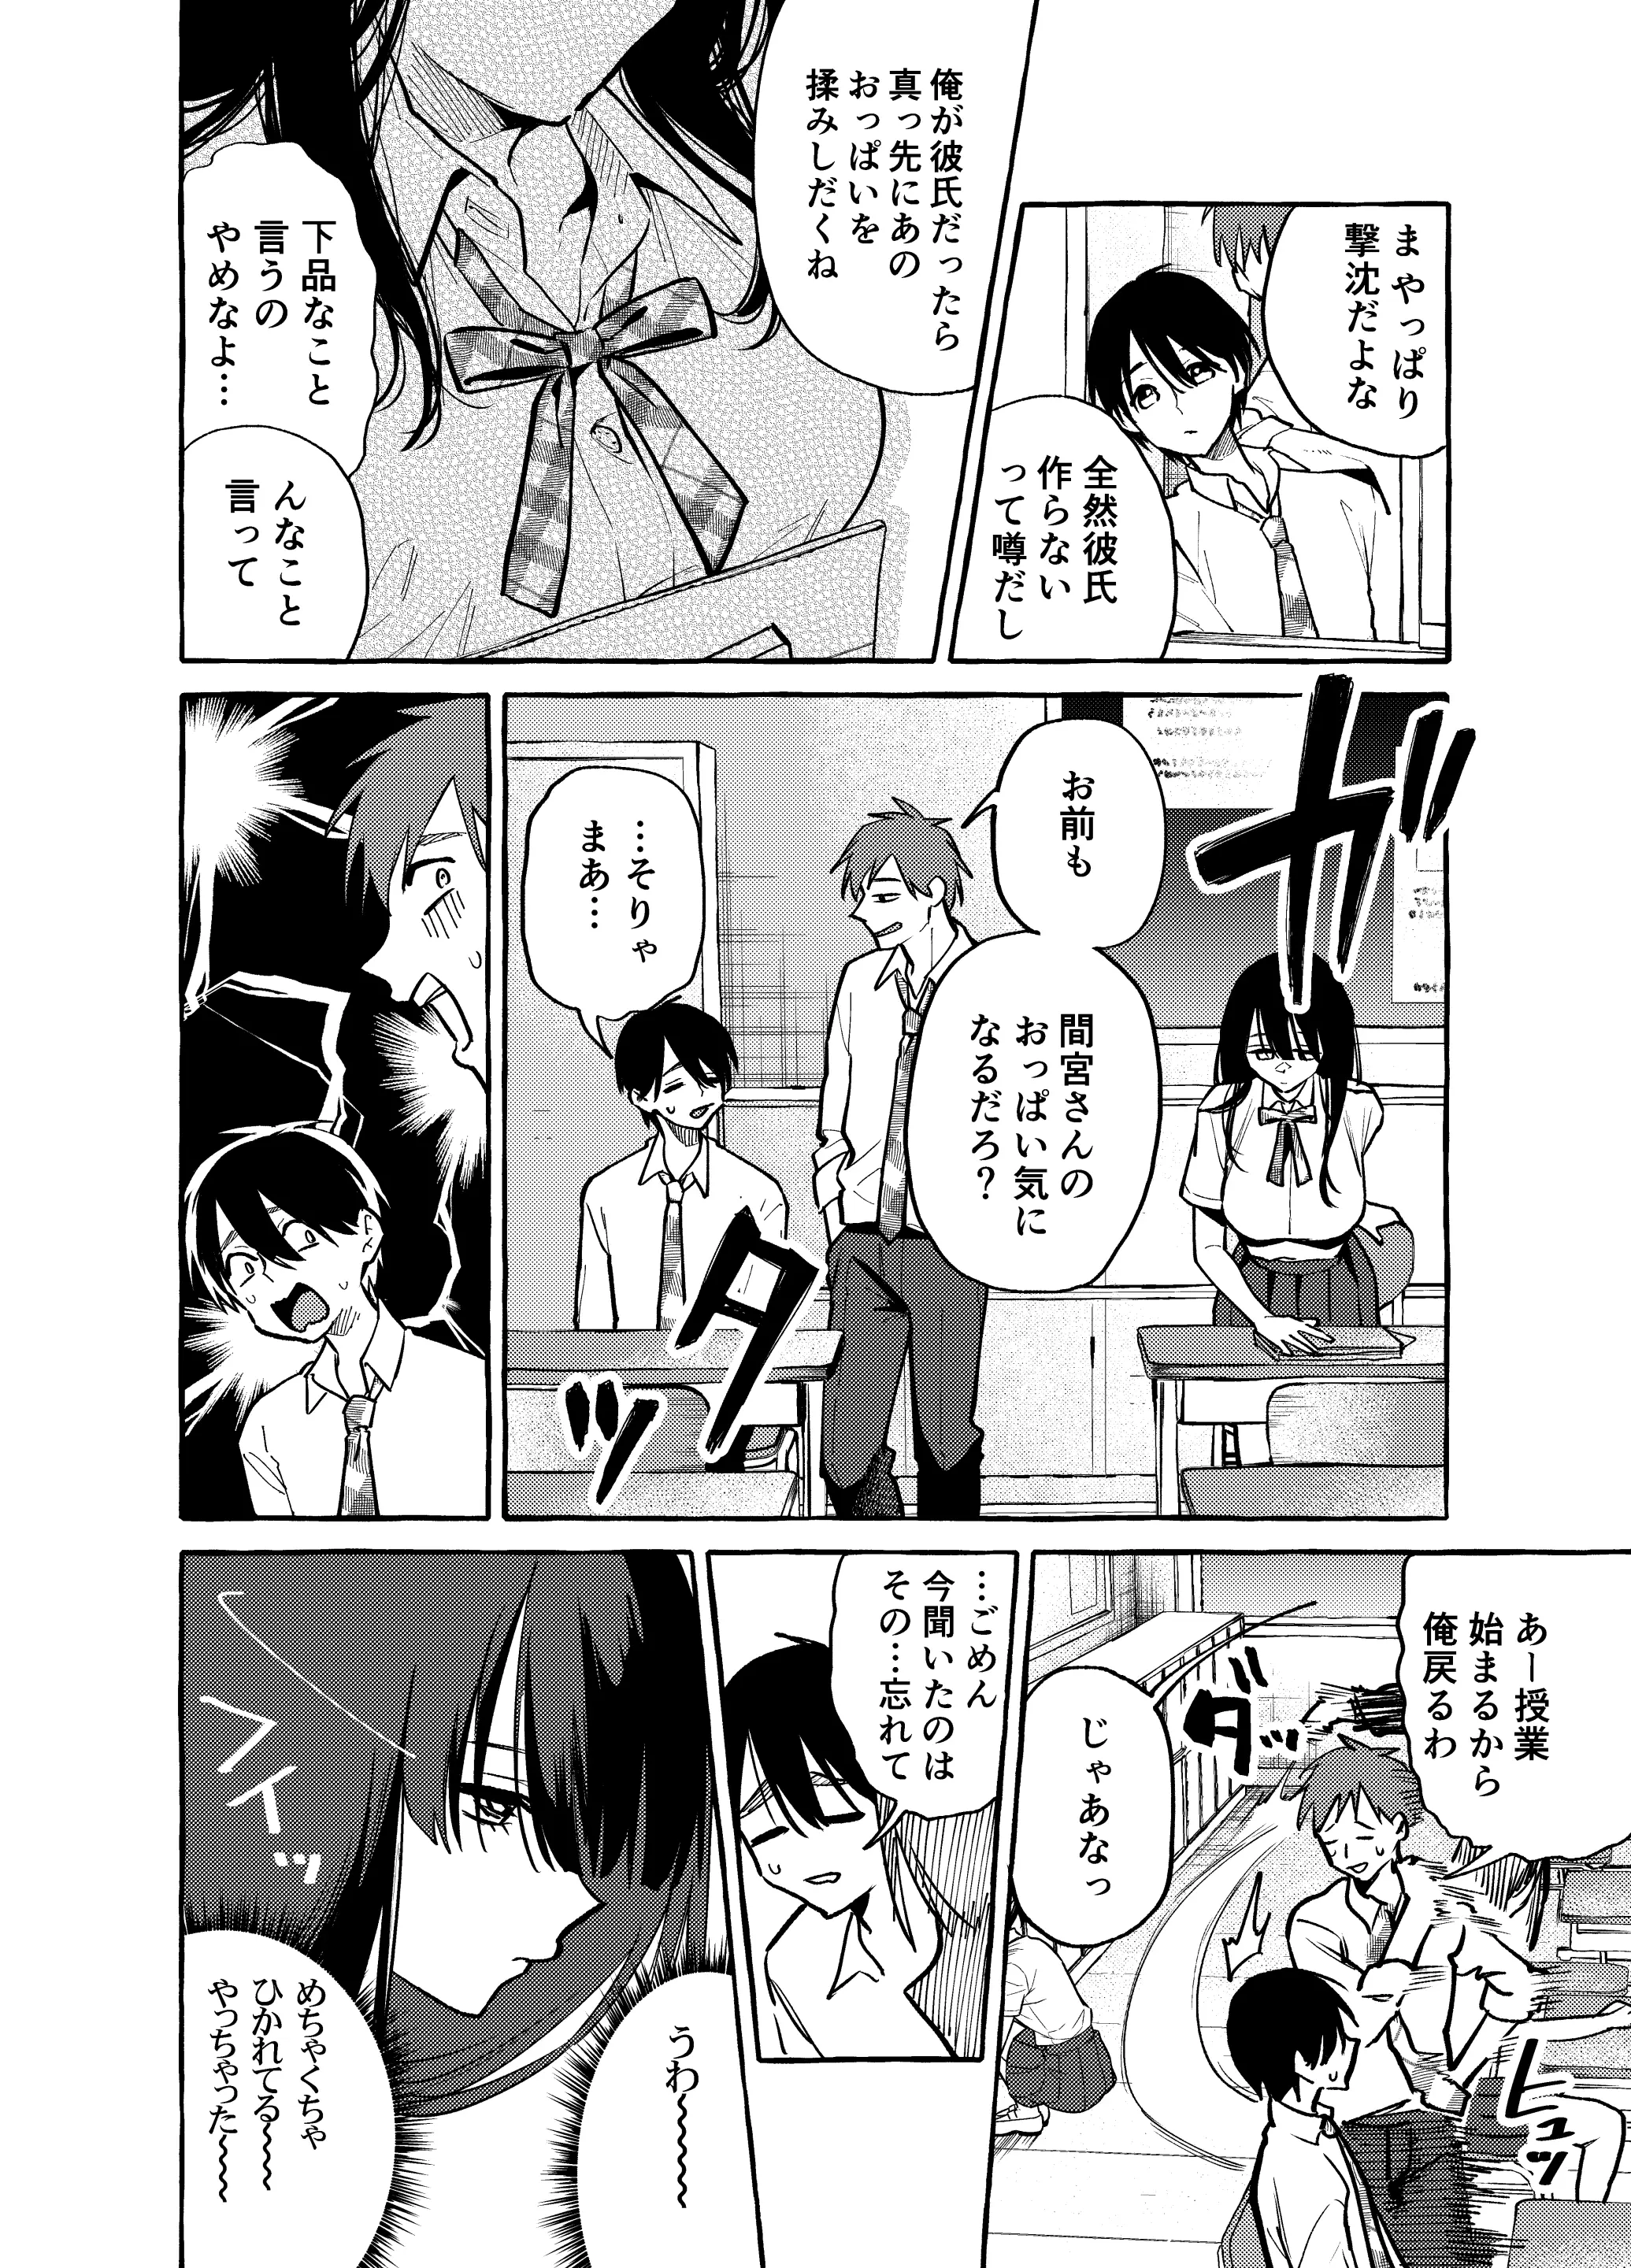 まやっぱり
撃沈だよな
全然彼氏
作らない
って噂だし
俺が彼氏だったら
真っ先にあの
おっぱいを
揉みしだくね
下品なこと
言うの
やめなよ…
んなこと
言って
お前も
間宮さんの
おっぱい気に
なるだろ?
…そりゃ
まあ…
ガタッ
あー授業
始まるから
俺戻るわ
じゃあなっ
ダッ
ヒュッ
…ごめん
今聞いたのは
その…忘れて
フイッ
うわ~~~~
めちゃくちゃ
ひかれてる~~
やっちゃった~~~